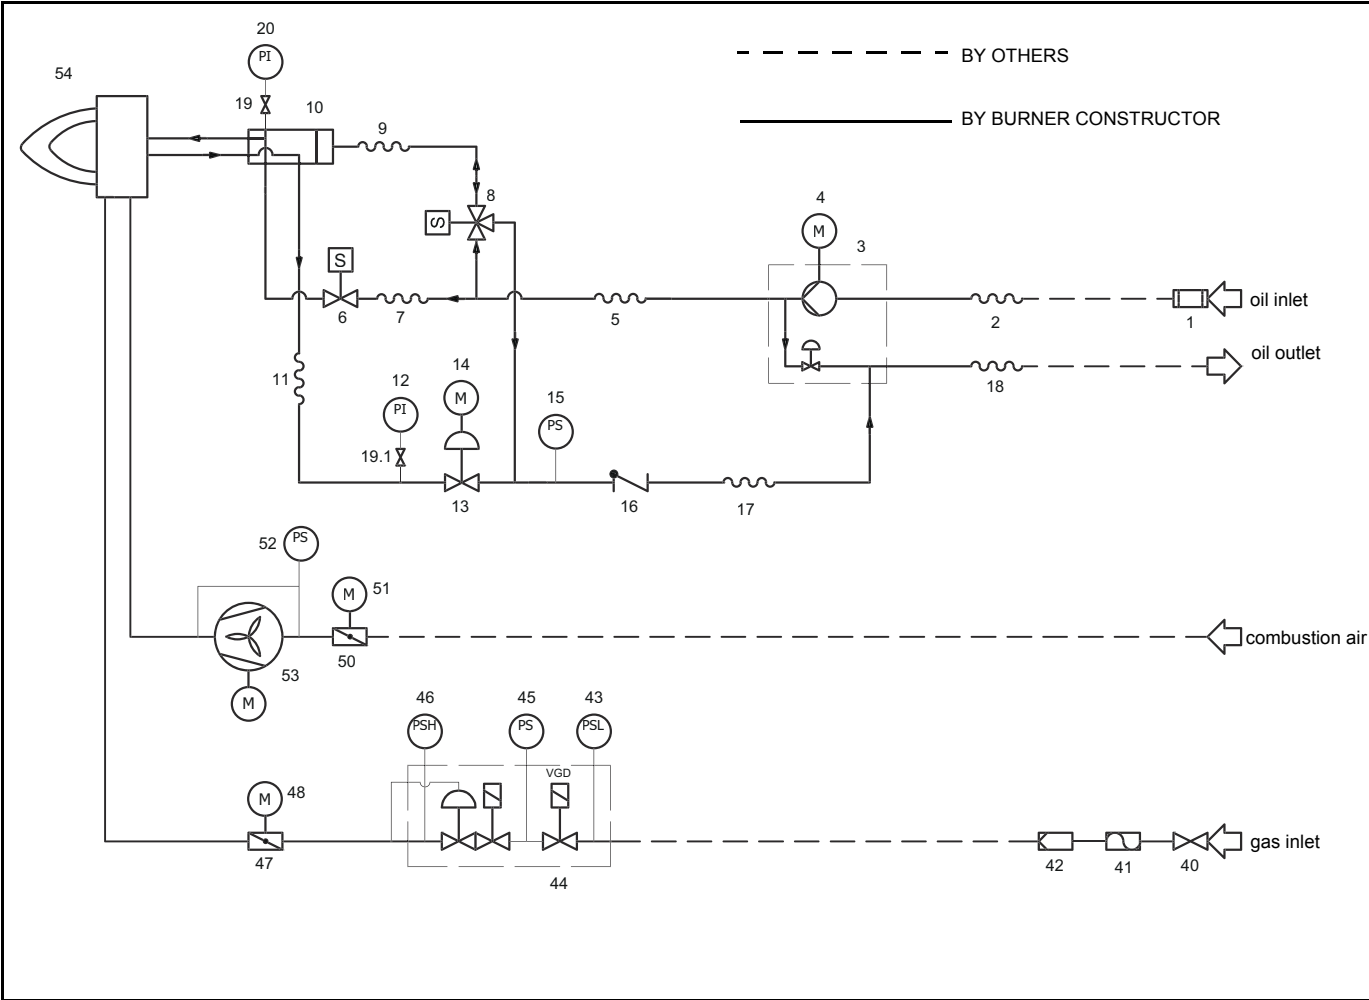 20
PI
BY OTHERS
54
19
10
9
BY BURNER CONSTRUCTOR
8
4
S
M
3
S
6
7
5
2
1
oil inlet
oil outlet
11
12
14
18
PI
M
15
PS
19.1
13
16
17
52
PS
51
M
combustion air
53
50
M
46
45
43
PSH
PS
PSL
VGD
M
48
gas inlet
47
44
42
41
40